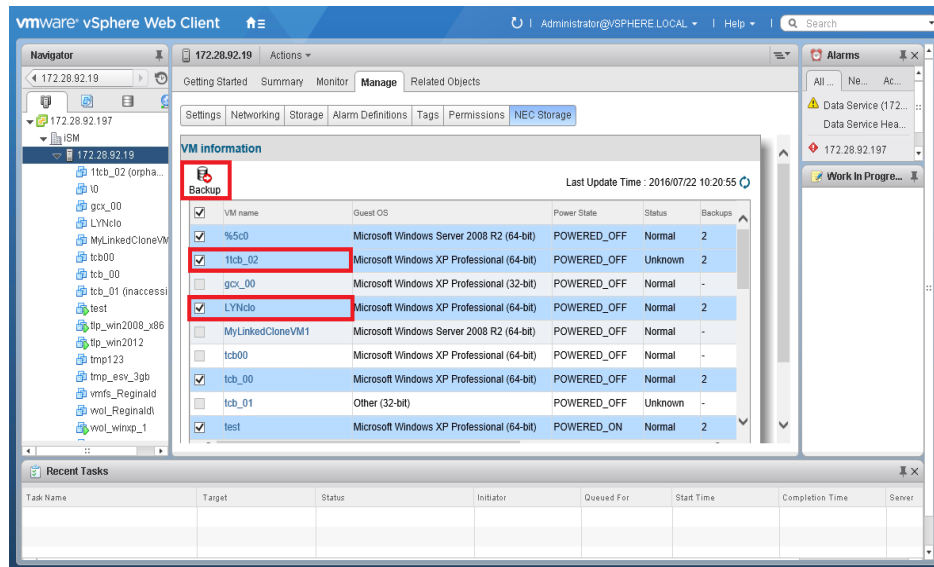 vmware® vSphere Web Client
Administrator@VSPHERE.LOCAL
Help
Search
Navigator
172.28.92.19
172.28.92.197
iSM
172.28.92.19
1tcb_02 (orpha...
\0
gcx_00
LYNclo
MyLinkedCloneVM
tcb00
tcb_00
tcb_01 (inaccessi
test
tlp_win2008_x86
tlp_win2012
tmp123
tmp_esv_3gb
vmfs_Reginald
wol_Reginald\
wol_winxp_1
172.28.92.19 Actions
Getting Started Summary Monitor Manage Related Objects
Settings Networking Storage Alarm Definitions Tags Permissions NEC Storage
VM information
Backup
Last Update Time : 2016/07/22 10:20:55
VM name Guest OS Power State Status Backups
%5c0 Microsoft Windows Server 2008 R2 (64-bit) POWERED_OFF Normal 2
1tcb_02 Microsoft Windows XP Professional (64-bit) POWERED_OFF Unknown 2
gcx_00 Microsoft Windows XP Professional (32-bit) POWERED_OFF Normal -
LYNclo Microsoft Windows XP Professional (64-bit) POWERED_OFF Normal 2
MyLinkedCloneVM1 Microsoft Windows Server 2008 R2 (64-bit) POWERED_OFF Normal -
tcb00 Microsoft Windows XP Professional (64-bit) POWERED_OFF Normal -
tcb_00 Microsoft Windows XP Professional (64-bit) POWERED_OFF Normal 2
tcb_01 Other (32-bit) POWERED_OFF Unknown -
test Microsoft Windows XP Professional (64-bit) POWERED_ON Normal 2
Alarms
All ... Ne... Ac...
Data Service (172...
Data Service Hea...
172.28.92.197
Work In Progre...
Recent Tasks
Task Name Target Status Initiator Queued For Start Time Completion Time Server